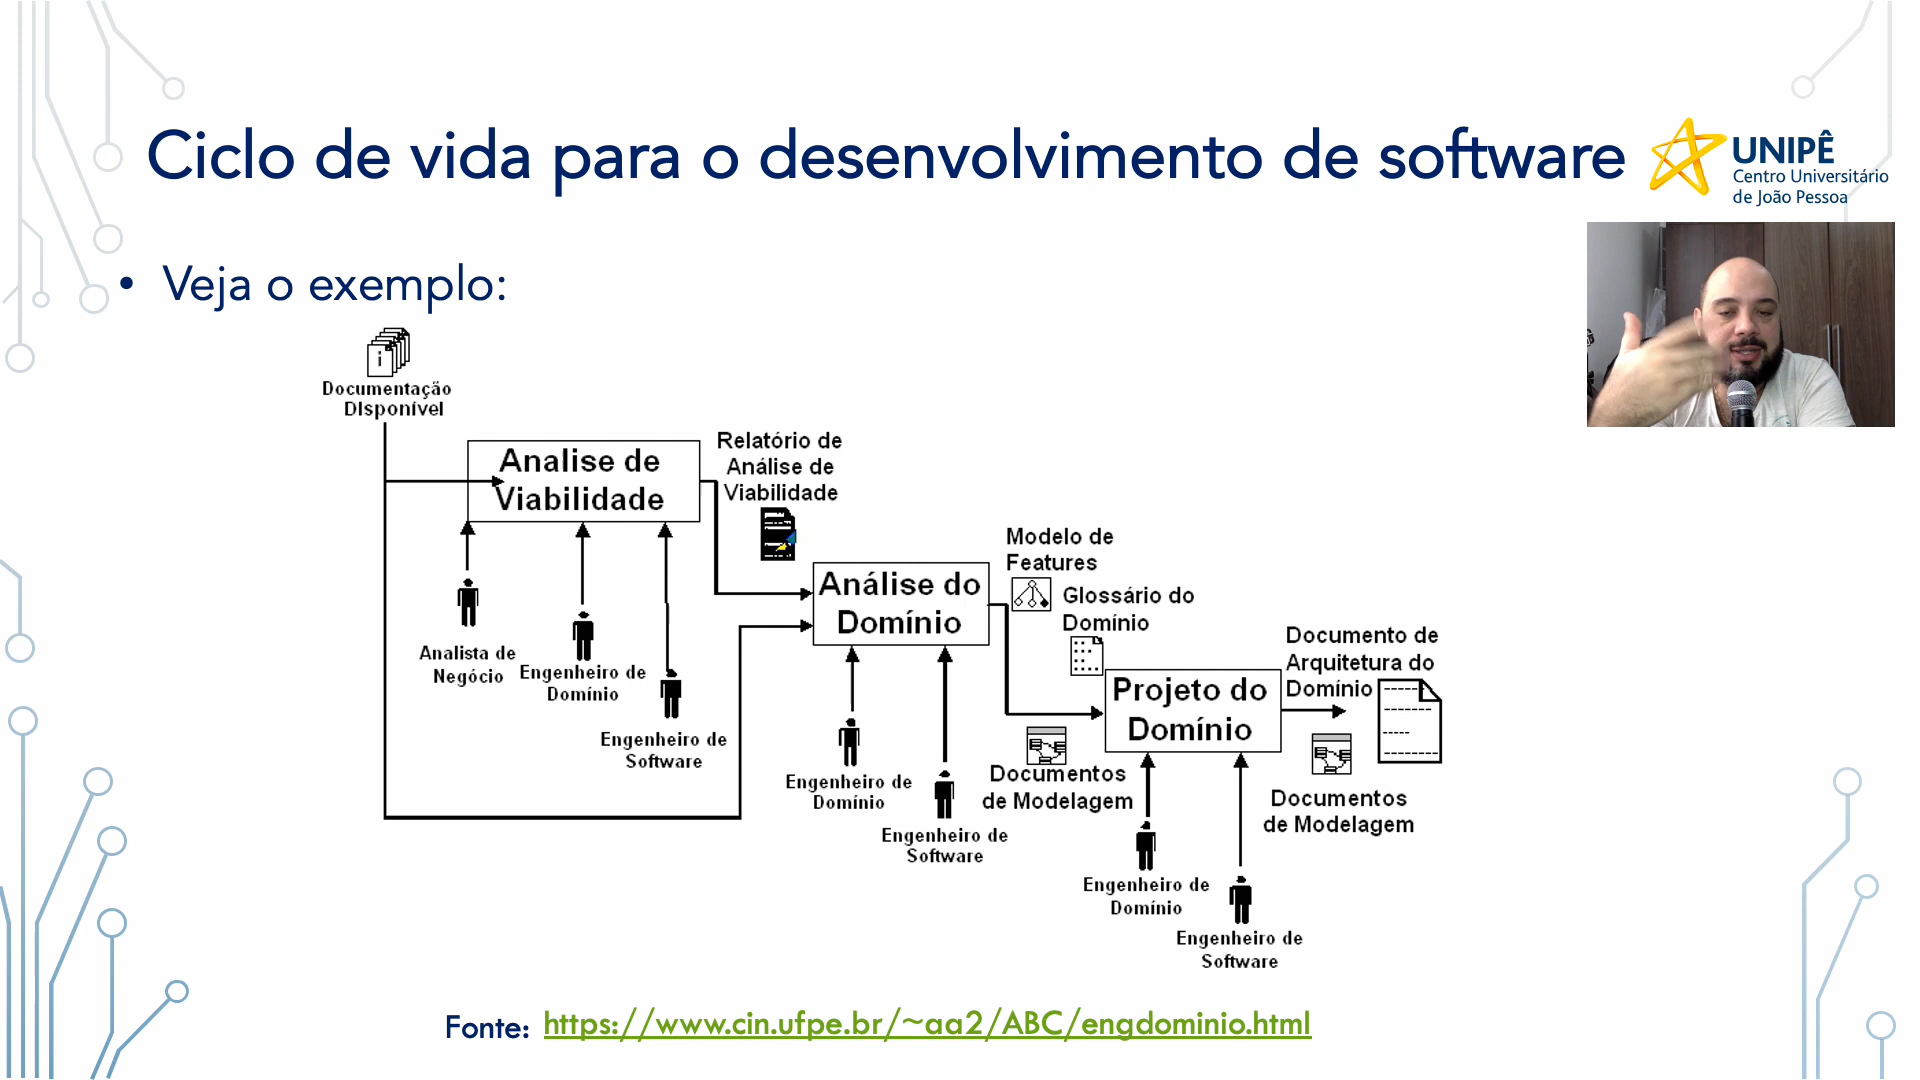 Ciclo de vida para o desenvolvimento de software
UNIPÊ
Centro Universitário
de João Pessoa
• Veja o exemplo:
i
Documentação
DIsponível
Analise de
Viabilidade
Relatório de
Análise de
Viabilidade
Analista de
Negócio
Engenheiro de
Domínio
Engenheiro de
Software
Análise do
Domínio
Modelo de
Features
Glossário do
Domínio
Engenheiro de
Domínio
Engenheiro de
Software
Documentos
de Modelagem
Projeto do
Domínio
Documento de
Arquitetura do
Domínio
Documentos
de Modelagem
Engenheiro de
Domínio
Engenheiro de
Software
Fonte: https://www.cin.ufpe.br/~aa2/ABC/engdominio.html